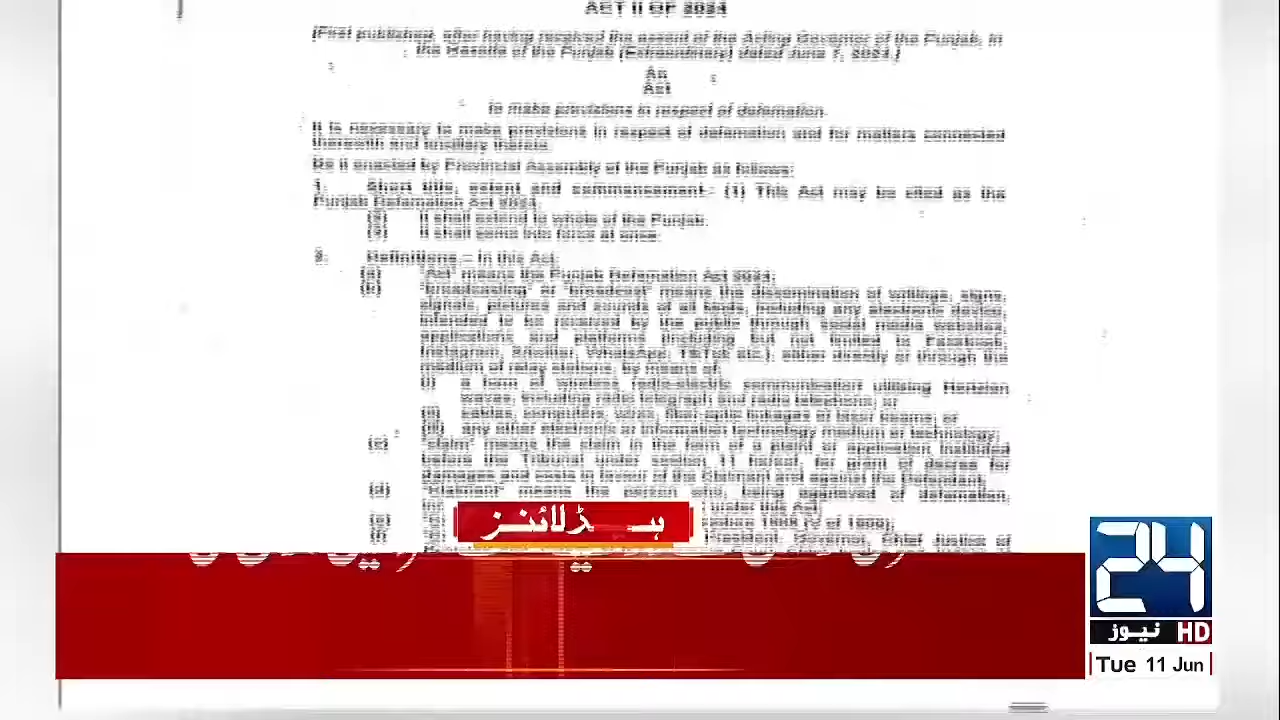 ACT II OF 2024
(First published, after having received the assent of the Acting Governor of the Punjab, in
the Gazette of the Punjab (Extraordinary) dated June 7, 2024.)
An
Act
to make provisions in respect of defamation.
It is necessary to make provisions in respect of defamation and for matters connected
therewith and ancillary thereto.
Be it enacted by Provincial Assembly of the Punjab as follows:
1. Short title, extent and commencement.- (1) This Act may be cited as the
Punjab Defamation Act 2024.
(2) It shall extend to whole of the Punjab.
(3) It shall come into force at once.
2. Definitions.– In this Act,
(a) "Act" means the Punjab Defamation Act 2024;
(b) "broadcasting" or "broadcast" means the dissemination of writings, signs,
signals, pictures and sounds of all kinds including any electronic device,
intended to be received by the public through social media websites,
applications and platforms (including but not limited to Facebook,
Instagram, X/twitter, WhatsApp, TikTok etc.), either directly or through the
medium of relay stations, by means of,
(i) a form of wireless radio-electric communication utilising Hertzian
waves, including radio telegraph and radio telephone, or
(ii) cables, computers, wires, fiber-optic linkages or laser beams; or
(iii) any other electronic or information technology medium or technology;
(c) "claim" means the claim in the form of a plaint or application instituted
before the Tribunal under section 11 hereof, for grant of decree for
damages and costs in favour of the Claimant and against the Defendant;
(d) "Claimant" means the person who, being aggrieved of defamation,
under this Act;
(e) 1908 (V of 1908);
(f) President, Governor, Chief Justice of
ہیڈلائنز
24
نیوز HD
Tue 11 Jun